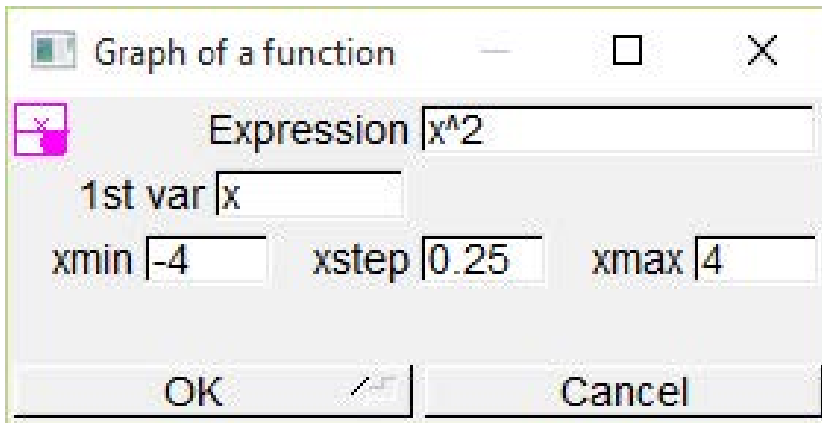 Graph of a function
Expression x^2
1st var x
xmin -4 xstep 0.25 xmax 4
OK Cancel